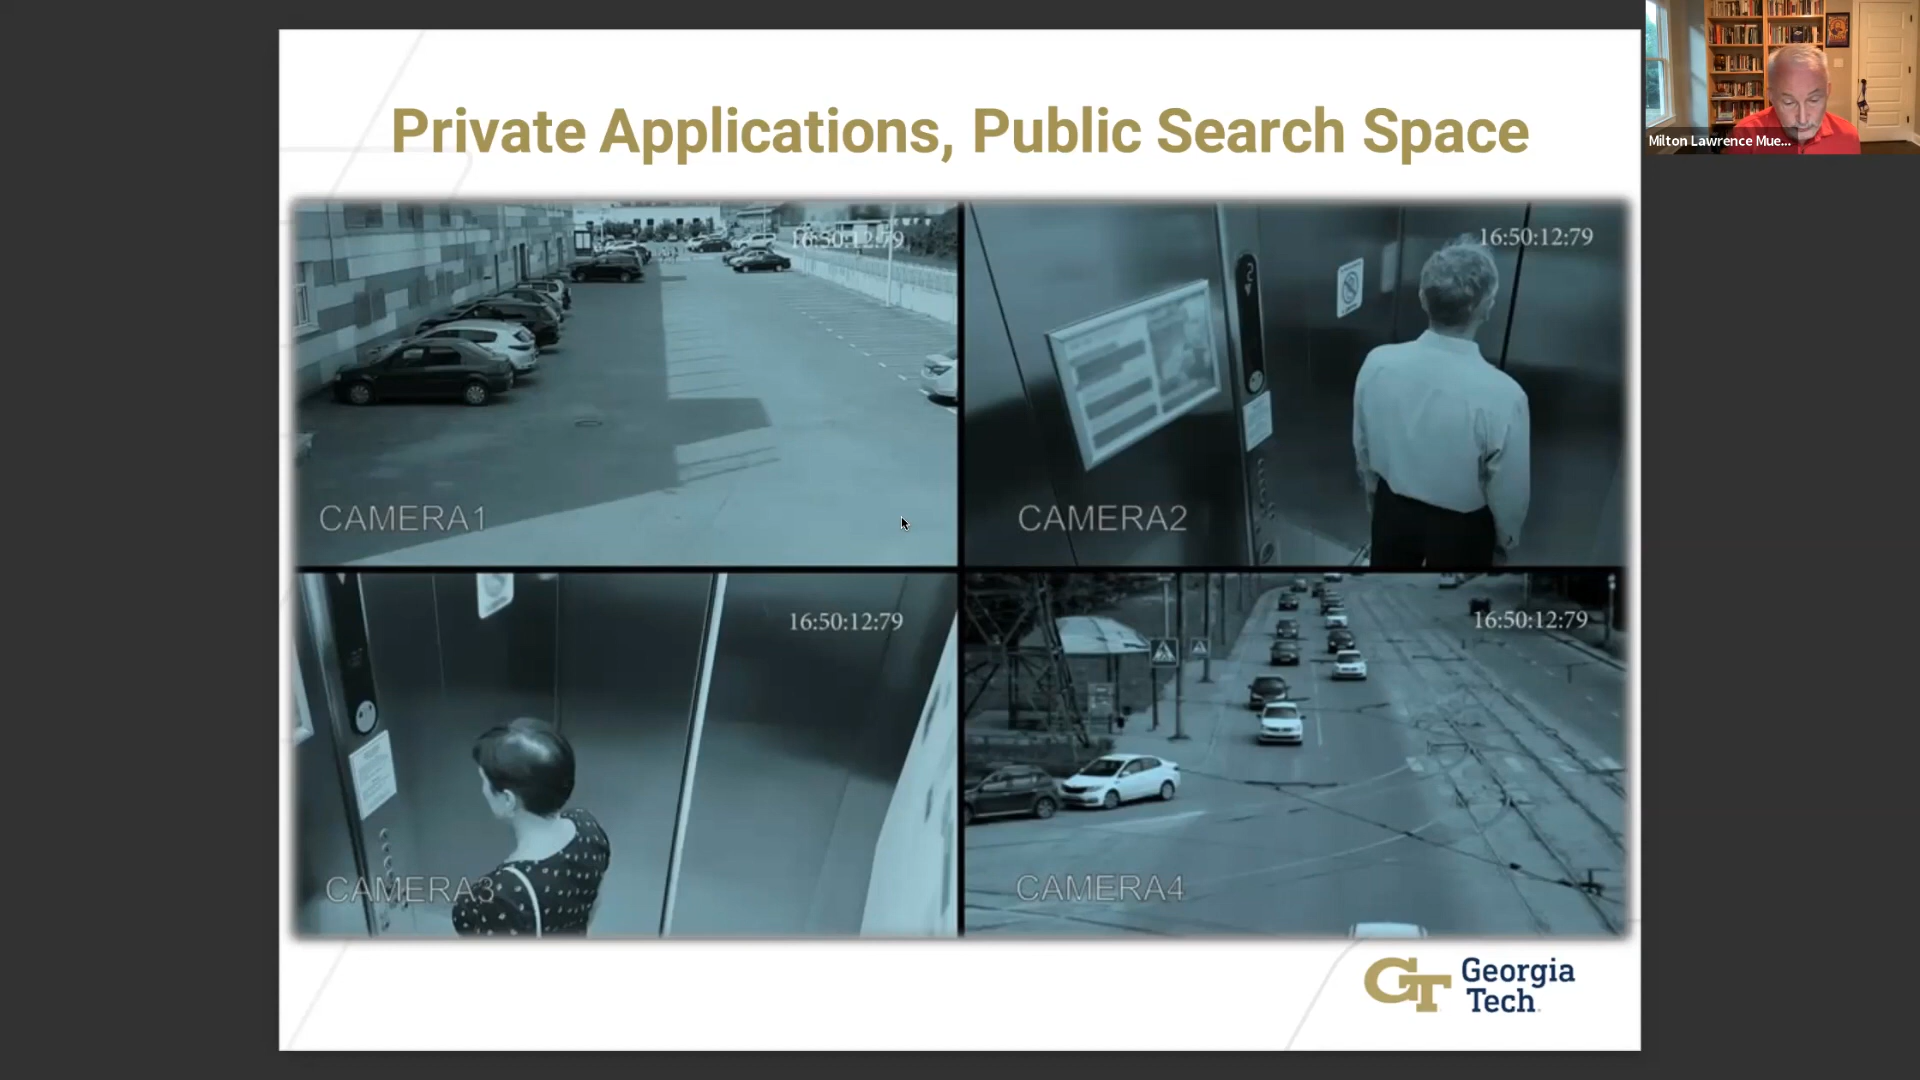 Private Applications, Public Search Space
Milton Lawrence Mue...
16:50:12:79
CAMERA1
16:50:12:79
CAMERA2
16:50:12:79
CAMERA3
16:50:12:79
CAMERA4
GT Georgia
Tech